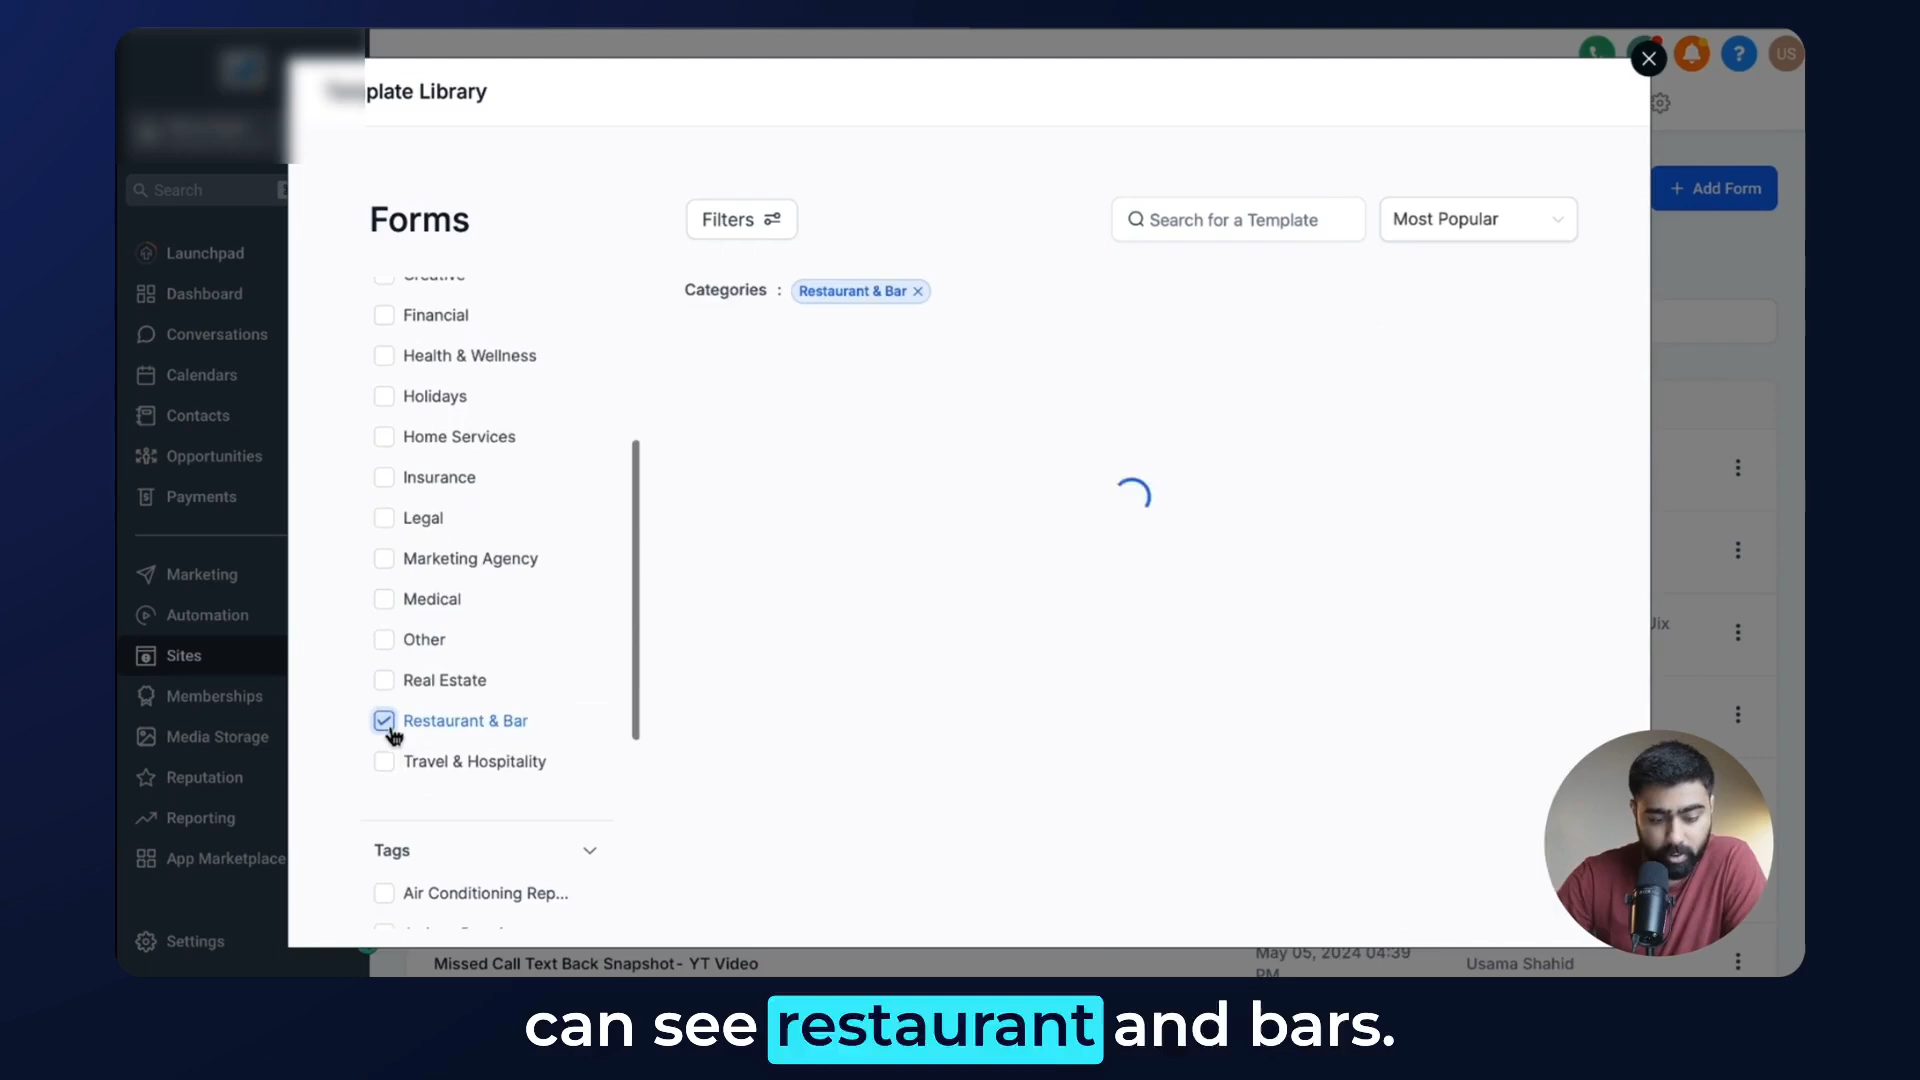 plate Library
US
Search
Add Form
Forms
Filters
Search for a Template
Most Popular
Categories : Restaurant & Bar
Launchpad
Dashboard
Conversations
Calendars
Contacts
Opportunities
Payments
Marketing
Automation
Sites
Memberships
Media Storage
Reputation
Reporting
App Marketplace
Settings
Creative
Financial
Health & Wellness
Holidays
Home Services
Insurance
Legal
Marketing Agency
Medical
Other
Real Estate
Restaurant & Bar
Travel & Hospitality
Tags
Air Conditioning Rep...
Jix
Missed Call Text Back Snapshot- YT Video
May 05, 2024 04:39
PM
Usama Shahid
can see restaurant and bars.